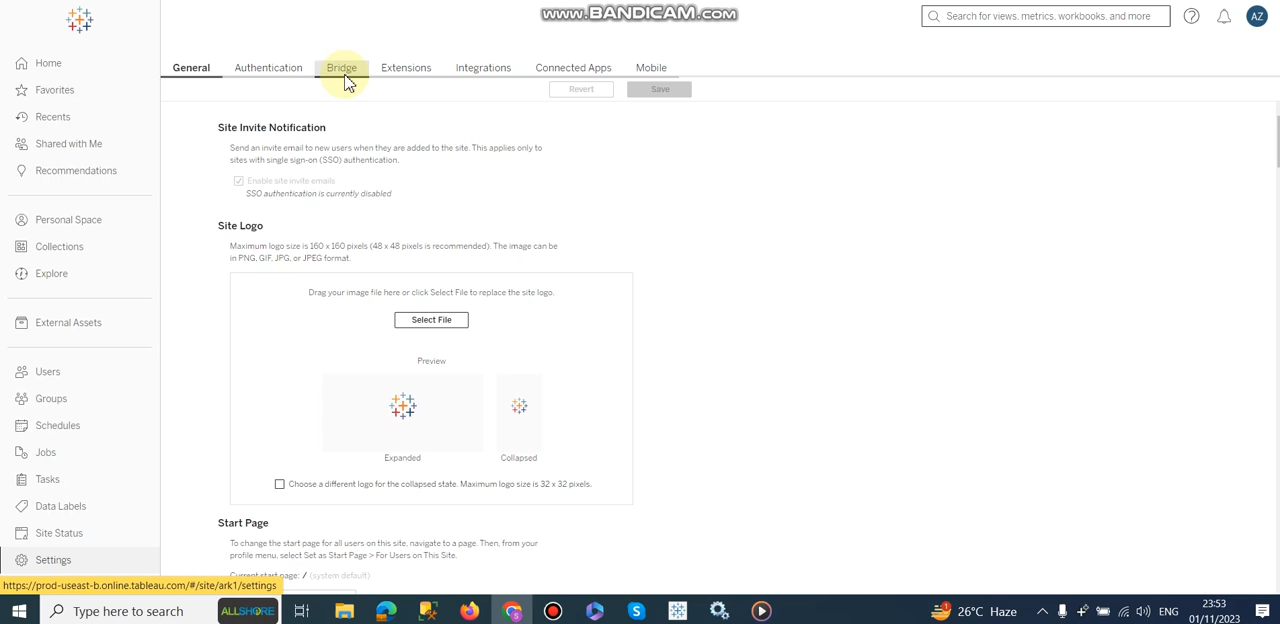 www.BANDICAM.com
Search for views, metrics, workbooks, and more
AZ
General Authentication Bridge Extensions Integrations Connected Apps Mobile
Revert Save
Home
Favorites
Recents
Shared with Me
Recommendations
Personal Space
Collections
Explore
External Assets
Users
Groups
Schedules
Jobs
Tasks
Data Labels
Site Status
Settings
Site Invite Notification
Send an invite email to new users when they are added to the site. This applies only to
sites with single sign-on (SSO) authentication.
Enable site invite emails
SSO authentication is currently disabled
Site Logo
Maximum logo size is 160 x 160 pixels (48 x 48 pixels is recommended). The image can be
in PNG, GIF, JPG, or JPEG format.
Drag your image file here or click Select File to replace the site logo.
Select File
Preview
Expanded Collapsed
Choose a different logo for the collapsed state. Maximum logo size is 32 x 32 pixels.
Start Page
To change the start page for all users on this site, navigate to a page. Then, from your
profile menu, select Set as Start Page > For Users on This Site.
Current start page: / (system default)
https://prod-useast-b.online.tableau.com/#/site/ark1/settings
Type here to search
ALLSHORE
1
26°C Haze
ENG
23:53
01/11/2023